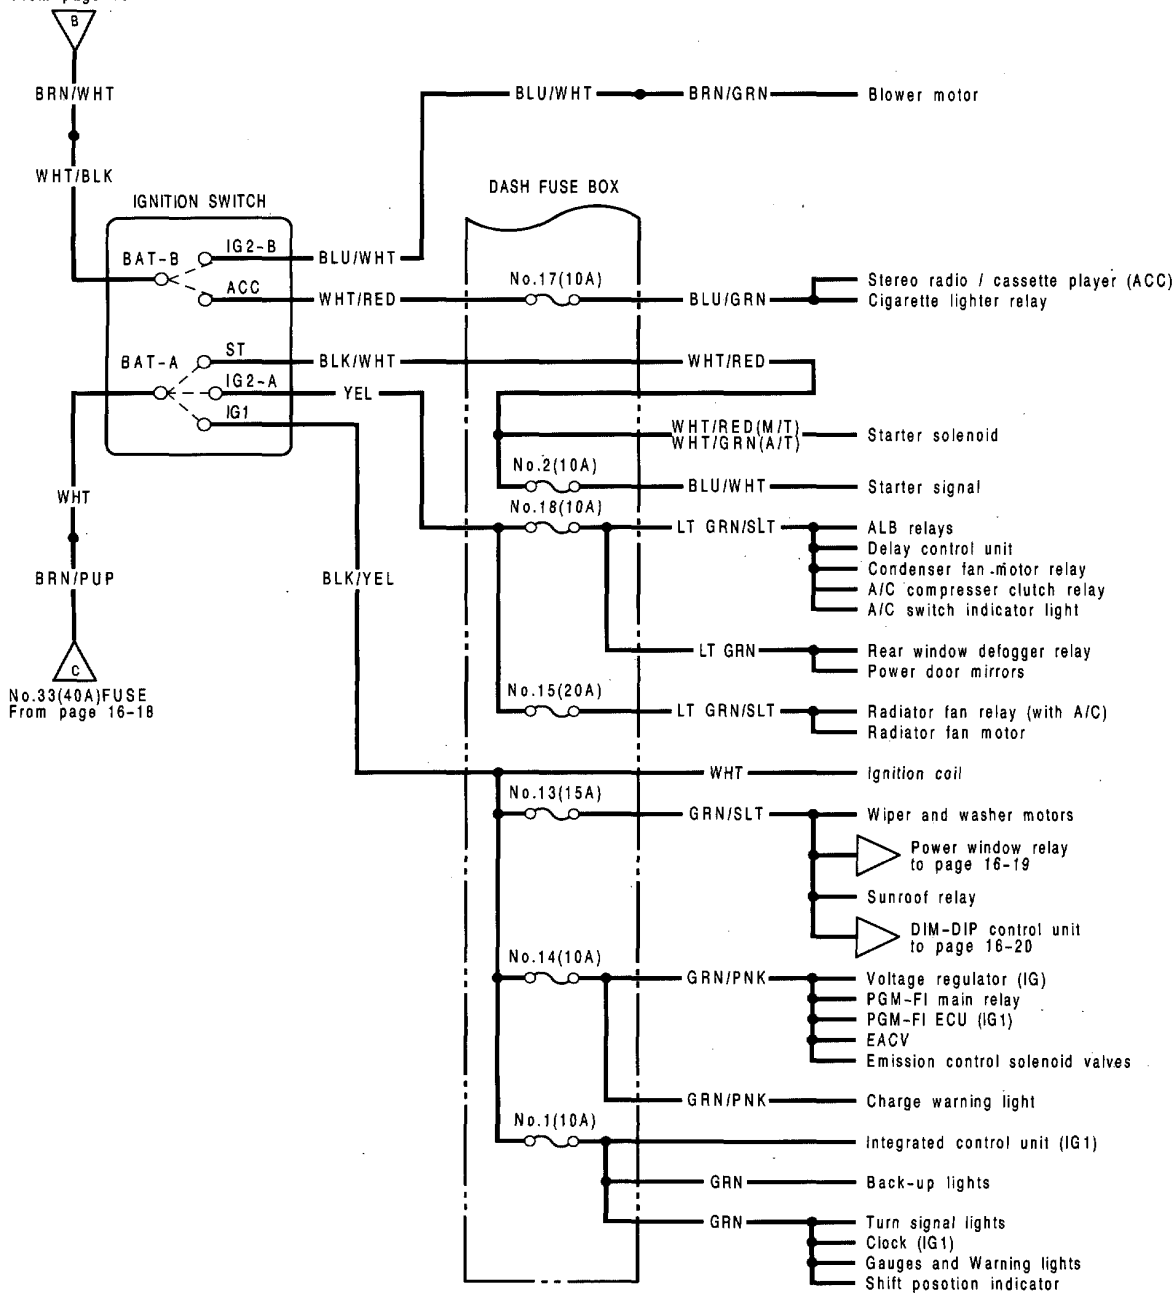 B
BRN/WHT
BLU/WHT
BRN/GRN
Blower motor
WHT/BLK
IGNITION SWITCH
DASH FUSE BOX
BAT-B
IG2-B
BLU/WHT
ACC
WHT/RED
No.17(10A)
BLU/GRN
Stereo radio / cassette player (ACC)
Cigarette lighter relay
BAT-A
ST
BLK/WHT
WHT/RED
IG2-A
YEL
IG1
WHT/RED(M/T)
WHT/GRN(A/T)
Starter solenoid
No.2(10A)
BLU/WHT
Starter signal
WHT
No.18(10A)
LT GRN/SLT
ALB relays
Delay control unit
Condenser fan motor relay
A/C compresser clutch relay
A/C switch indicator light
BRN/PUP
BLK/YEL
LT GRN
Rear window defogger relay
Power door mirrors
C
No.33(40A)FUSE
From page 16-18
No.15(20A)
LT GRN/SLT
Radiator fan relay (with A/C)
Radiator fan motor
WHT
Ignition coil
No.13(15A)
GRN/SLT
Wiper and washer motors
Power window relay
to page 16-19
Sunroof relay
DIM-DIP control unit
to page 16-20
No.14(10A)
GRN/PNK
Voltage regulator (IG)
PGM-FI main relay
PGM-FI ECU (IG1)
EACV
Emission control solenoid valves
GRN/PNK
Charge warning light
No.1(10A)
Integrated control unit (IG1)
GRN
Back-up lights
GRN
Turn signal lights
Clock (IG1)
Gauges and Warning lights
Shift posotion indicator